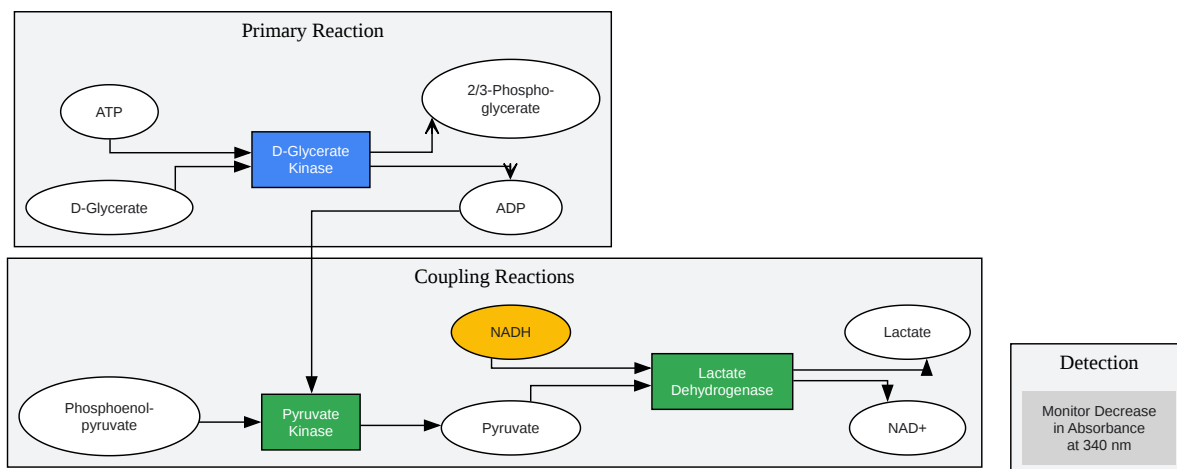 Primary Reaction
ATP
2/3-Phospho-
glycerate
D-Glycerate
Kinase
D-Glycerate
ADP
Coupling Reactions
NADH
Lactate
Lactate
Dehydrogenase
Phosphoenol-
pyruvate
Pyruvate
Kinase
Pyruvate
NAD+
Detection
Monitor Decrease
in Absorbance
at 340 nm